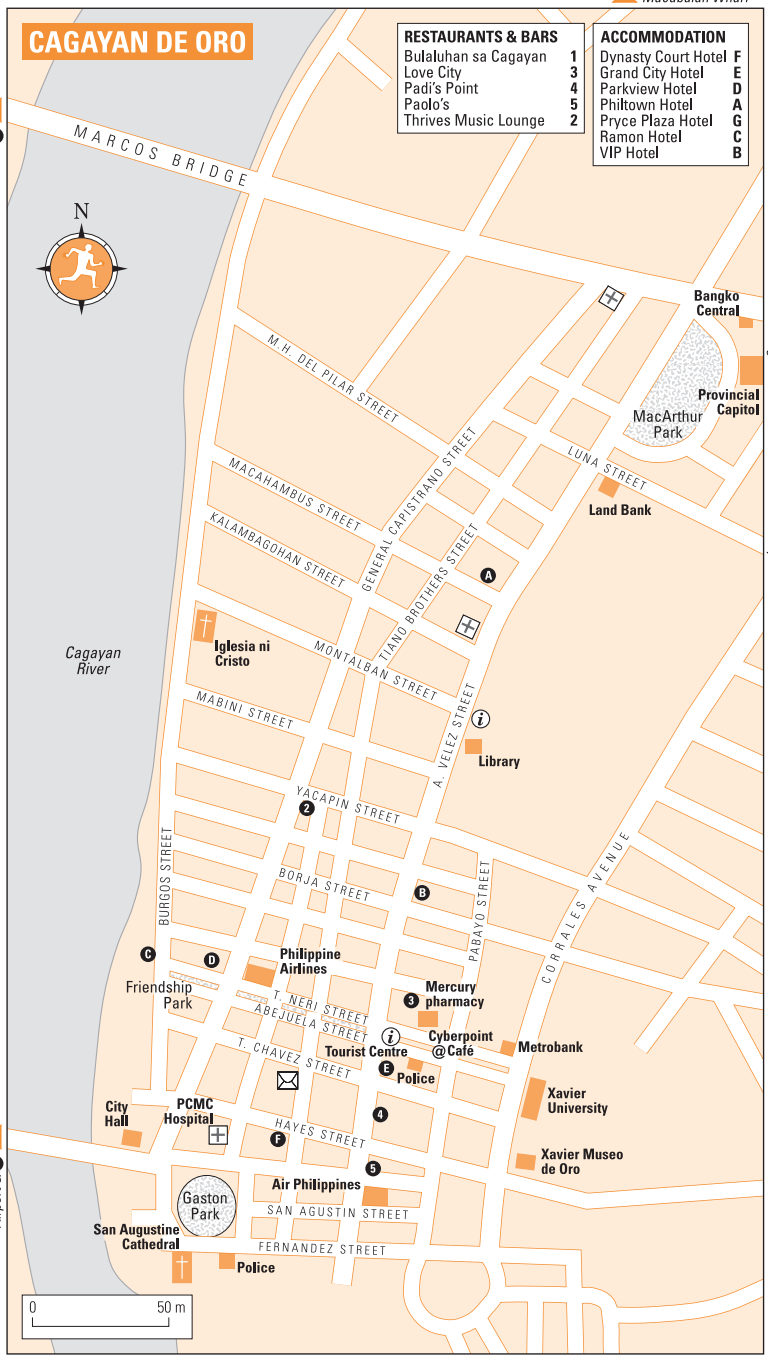 Macabalan Wharf
CAGAYAN DE ORO
RESTAURANTS & BARS
Bulaluhan sa Cagayan 1
Love City 3
Padi's Point 4
Paolo's 5
Thrives Music Lounge 2
ACCOMMODATION
Dynasty Court Hotel F
Grand City Hotel E
Parkview Hotel D
Philtown Hotel A
Pryce Plaza Hotel G
Ramon Hotel C
VIP Hotel B
MARCOS BRIDGE
N
Bangko
Central
Provincial
Capitol
MacArthur
Park
M.H. DEL PILAR STREET
LUNA STREET
Land Bank
MACAHAMBUS STREET
GENERAL CAPISTRANO STREET
KALAMBAGOHAN STREET
TIANO BROTHERS STREET
A
Iglesia ni
Cristo
Cagayan
River
MONTALBAN STREET
MABINI STREET
A. VELEZ STREET
i
Library
YACAPIN STREET
2
BURGOS STREET
BORJA STREET
B
PABAYO STREET
CORRALES AVENUE
C
D
Philippine
Airlines
Friendship
Park
T. NERI STREET
ABEJUELA STREET
3
Mercury
pharmacy
i
Tourist Centre
Cyberpoint
@Café
Metrobank
T. CHAVEZ STREET
E
Police
Xavier
University
City
Hall
PCMC
Hospital
4
HAYES STREET
F
5
Xavier Museo
de Oro
Air Philippines
Gaston
Park
SAN AGUSTIN STREET
San Augustine
Cathedral
FERNANDEZ STREET
Police
0 50 m